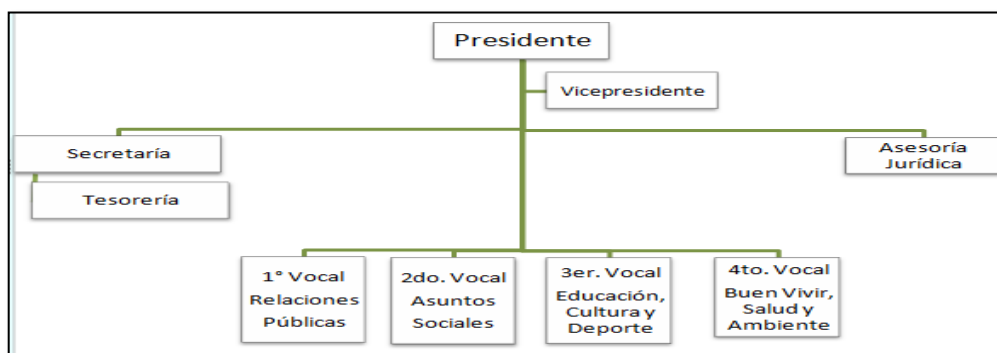 Presidente
Vicepresidente
Secretaría
Asesoría
Jurídica
Tesorería
1° Vocal
Relaciones
Públicas
2do. Vocal
Asuntos
Sociales
3er. Vocal
Educación,
Cultura y
Deporte
4to. Vocal
Buen Vivir,
Salud y
Ambiente